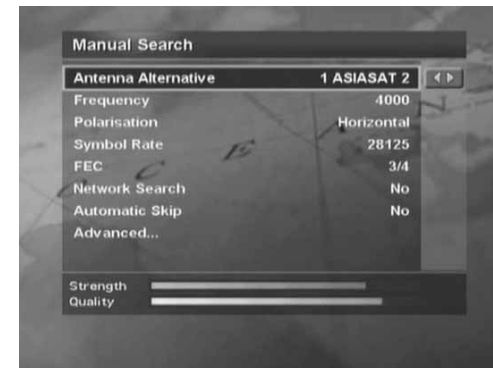 Manual Search
Antenna Alternative 1 ASIASAT 2
Frequency 4000
Polarisation Horizontal
Symbol Rate 28125
FEC 3/4
Network Search No
Automatic Skip No
Advanced...
Strength
Quality